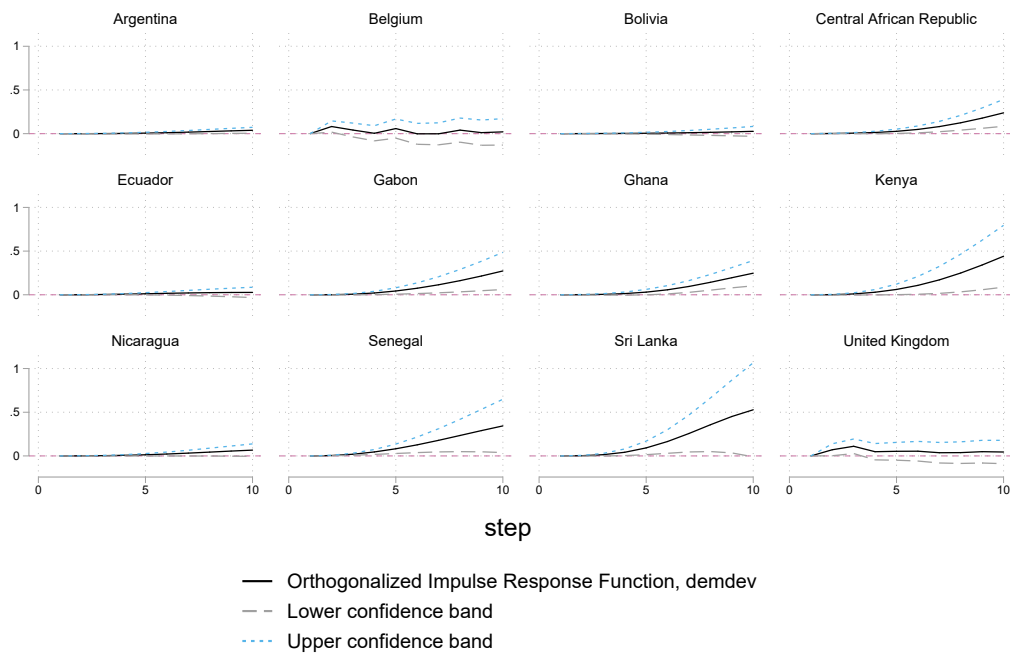 Argentina Belgium Bolivia Central African Republic
1
.5
0
Ecuador Gabon Ghana Kenya
1
.5
0
Nicaragua Senegal Sri Lanka United Kingdom
1
.5
0
0 5 10 0 5 10 0 5 10 0 5 10
step
Orthogonalized Impulse Response Function, demdev
Lower confidence band
Upper confidence band